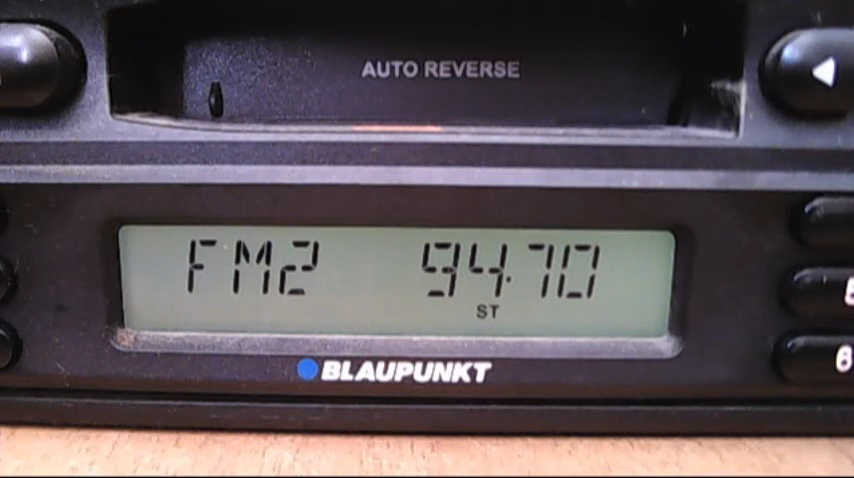 AUTO REVERSE
FM2 94.70
ST
BLAUPUNKT
6